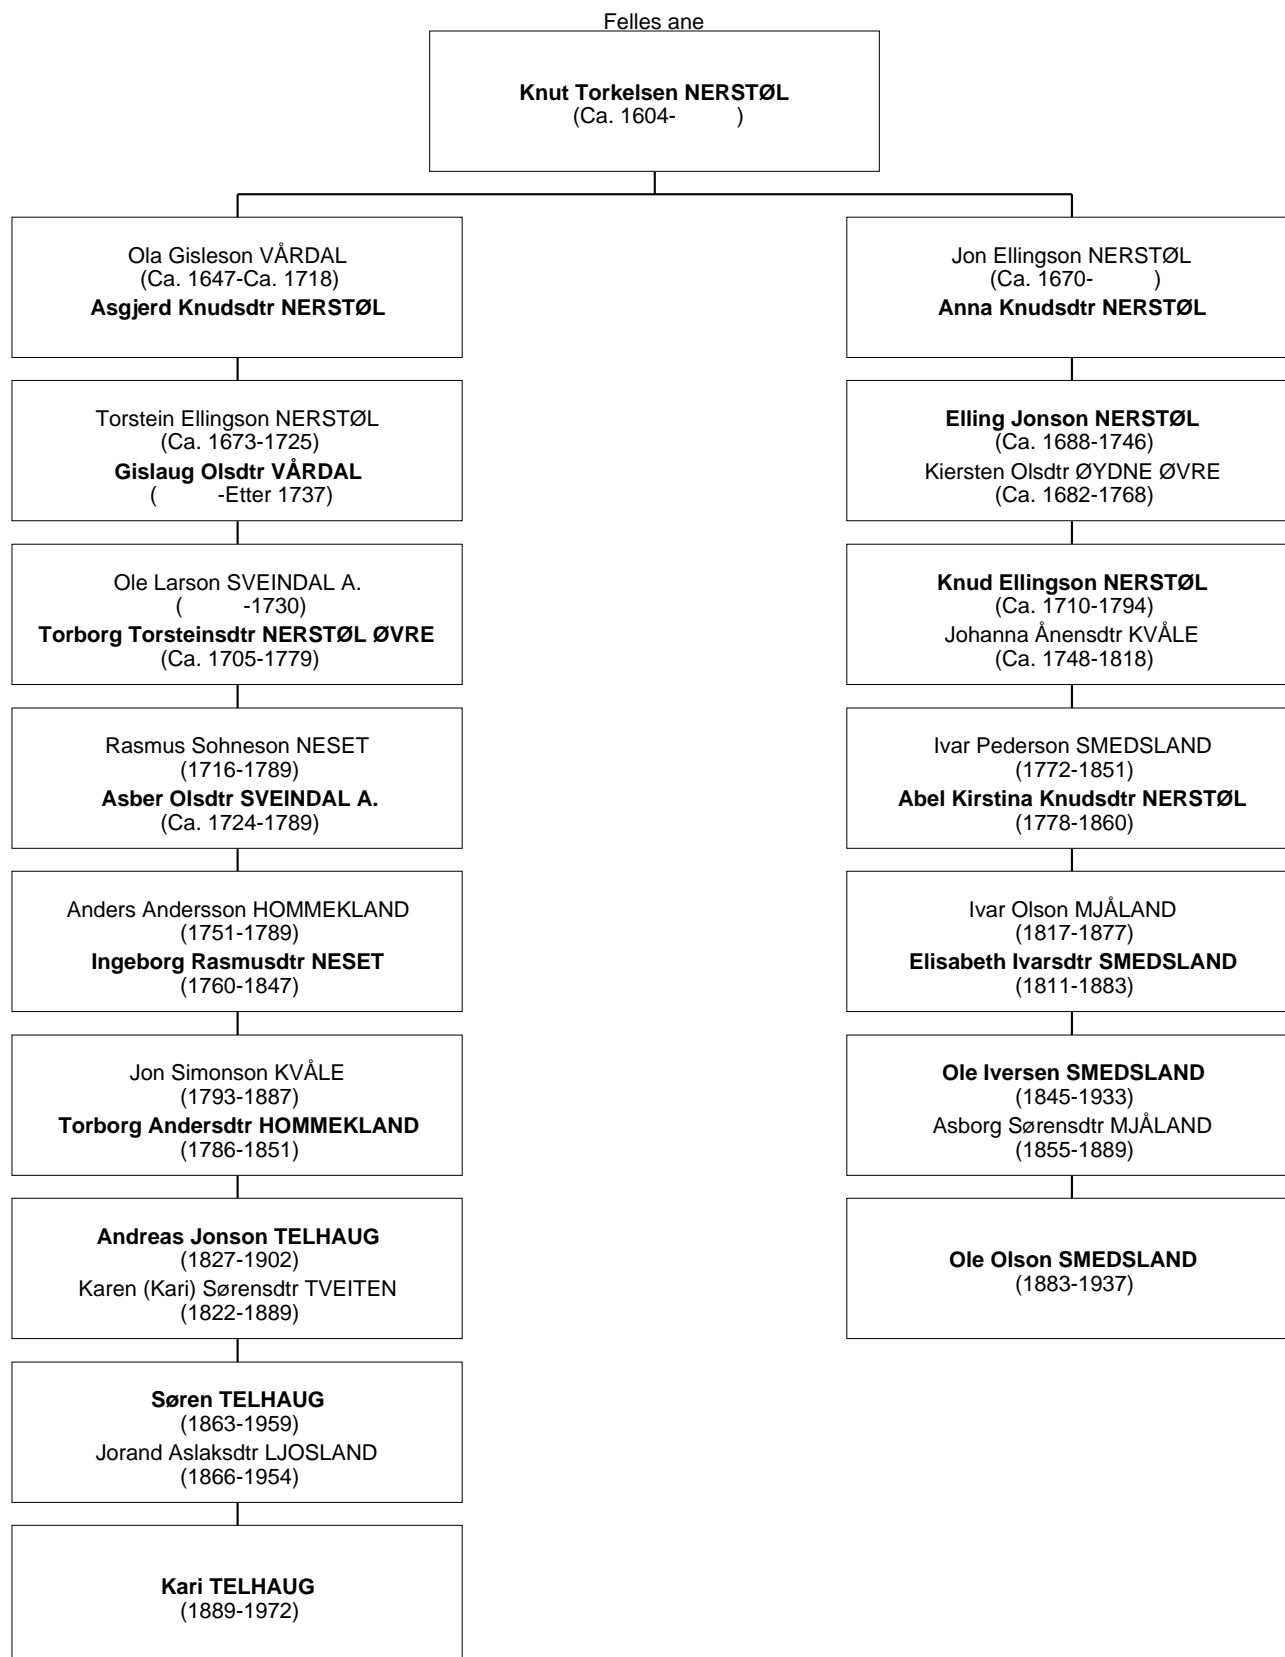 Felles ane
Knut Torkelsen NERSTØL
(Ca. 1604- )
Ola Gisleson VÅRDAL
(Ca. 1647-Ca. 1718)
Asgjerd Knudsdtr NERSTØL
Torstein Ellingson NERSTØL
(Ca. 1673-1725)
Gislaug Olsdtr VÅRDAL
( -Etter 1737)
Ole Larson SVEINDAL A.
( -1730)
Torborg Torsteinsdtr NERSTØL ØVRE
(Ca. 1705-1779)
Rasmus Sohneson NESET
(1716-1789)
Asber Olsdtr SVEINDAL A.
(Ca. 1724-1789)
Anders Andersson HOMMEKLAND
(1751-1789)
Ingeborg Rasmusdtr NESET
(1760-1847)
Jon Simonson KVÅLE
(1793-1887)
Torborg Andersdtr HOMMEKLAND
(1786-1851)
Andreas Jonson TELHAUG
(1827-1902)
Karen (Kari) Sørensdtr TVEITEN
(1822-1889)
Søren TELHAUG
(1863-1959)
Jorand Aslaksdtr LJOSLAND
(1866-1954)
Kari TELHAUG
(1889-1972)
Jon Ellingson NERSTØL
(Ca. 1670- )
Anna Knudsdtr NERSTØL
Elling Jonson NERSTØL
(Ca. 1688-1746)
Kiersten Olsdtr ØYDNE ØVRE
(Ca. 1682-1768)
Knud Ellingson NERSTØL
(Ca. 1710-1794)
Johanna Ånensdtr KVÅLE
(Ca. 1748-1818)
Ivar Pederson SMEDSLAND
(1772-1851)
Abel Kirstina Knudsdtr NERSTØL
(1778-1860)
Ivar Olson MJÅLAND
(1817-1877)
Elisabeth Ivarsdtr SMEDSLAND
(1811-1883)
Ole Iversen SMEDSLAND
(1845-1933)
Asborg Sørensdtr MJÅLAND
(1855-1889)
Ole Olson SMEDSLAND
(1883-1937)